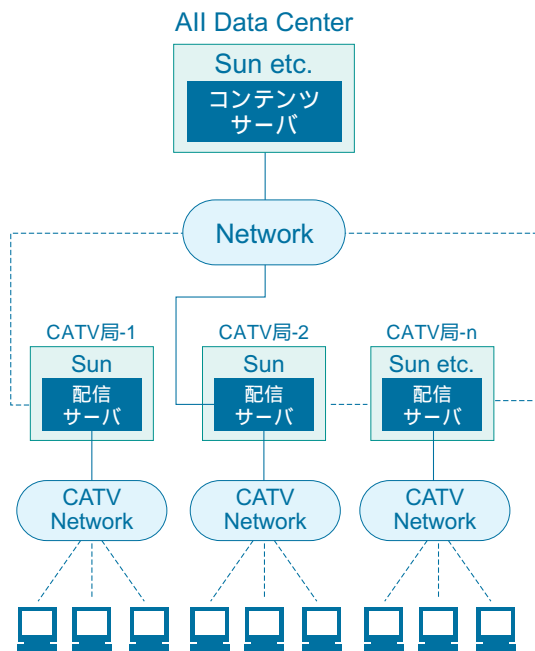 AII Data Center
Sun etc.
コンテンツ
サーバ
Network
CATV局-1
CATV局-2
CATV局-n
Sun
Sun
Sun etc.
配信
サーバ
配信
サーバ
配信
サーバ
CATV
Network
CATV
Network
CATV
Network